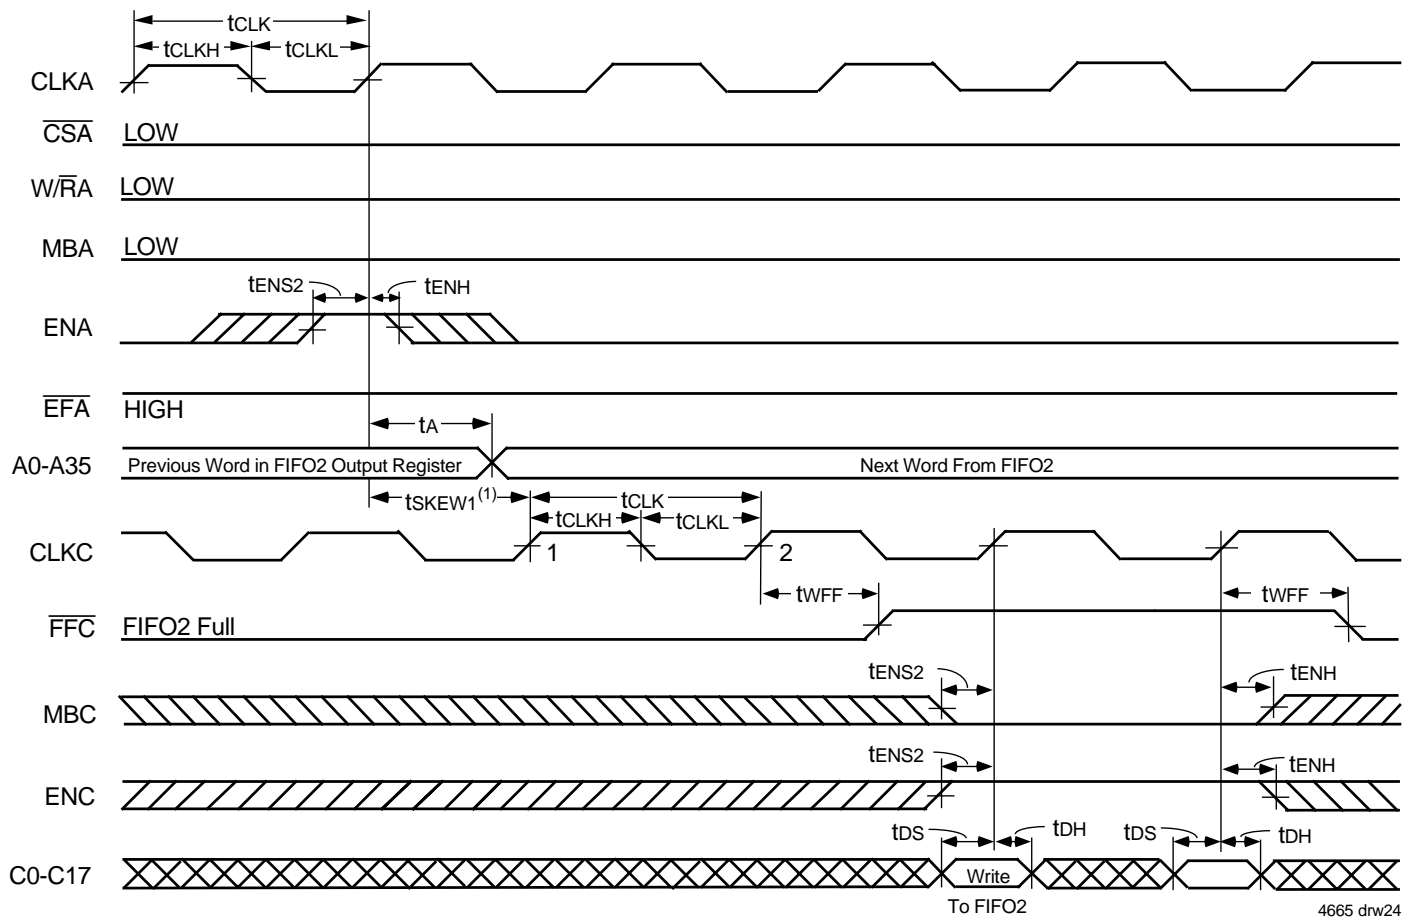 tCLK
tCLKH tCLKL
CLKA
CSA LOW
W/RA LOW
MBA LOW
tENS2 tENH
ENA
EFA HIGH
tA
A0-A35 Previous Word in FIFO2 Output Register Next Word From FIFO2
tSKEW1(1) tCLK
tCLKH tCLKL
CLKC 1 2
tWFF tWFF
FFC FIFO2 Full
tENS2 tENH
MBC
tENS2 tENH
ENC
tDS tDH tDS tDH
C0-C17 Write
To FIFO2
4665 drw24